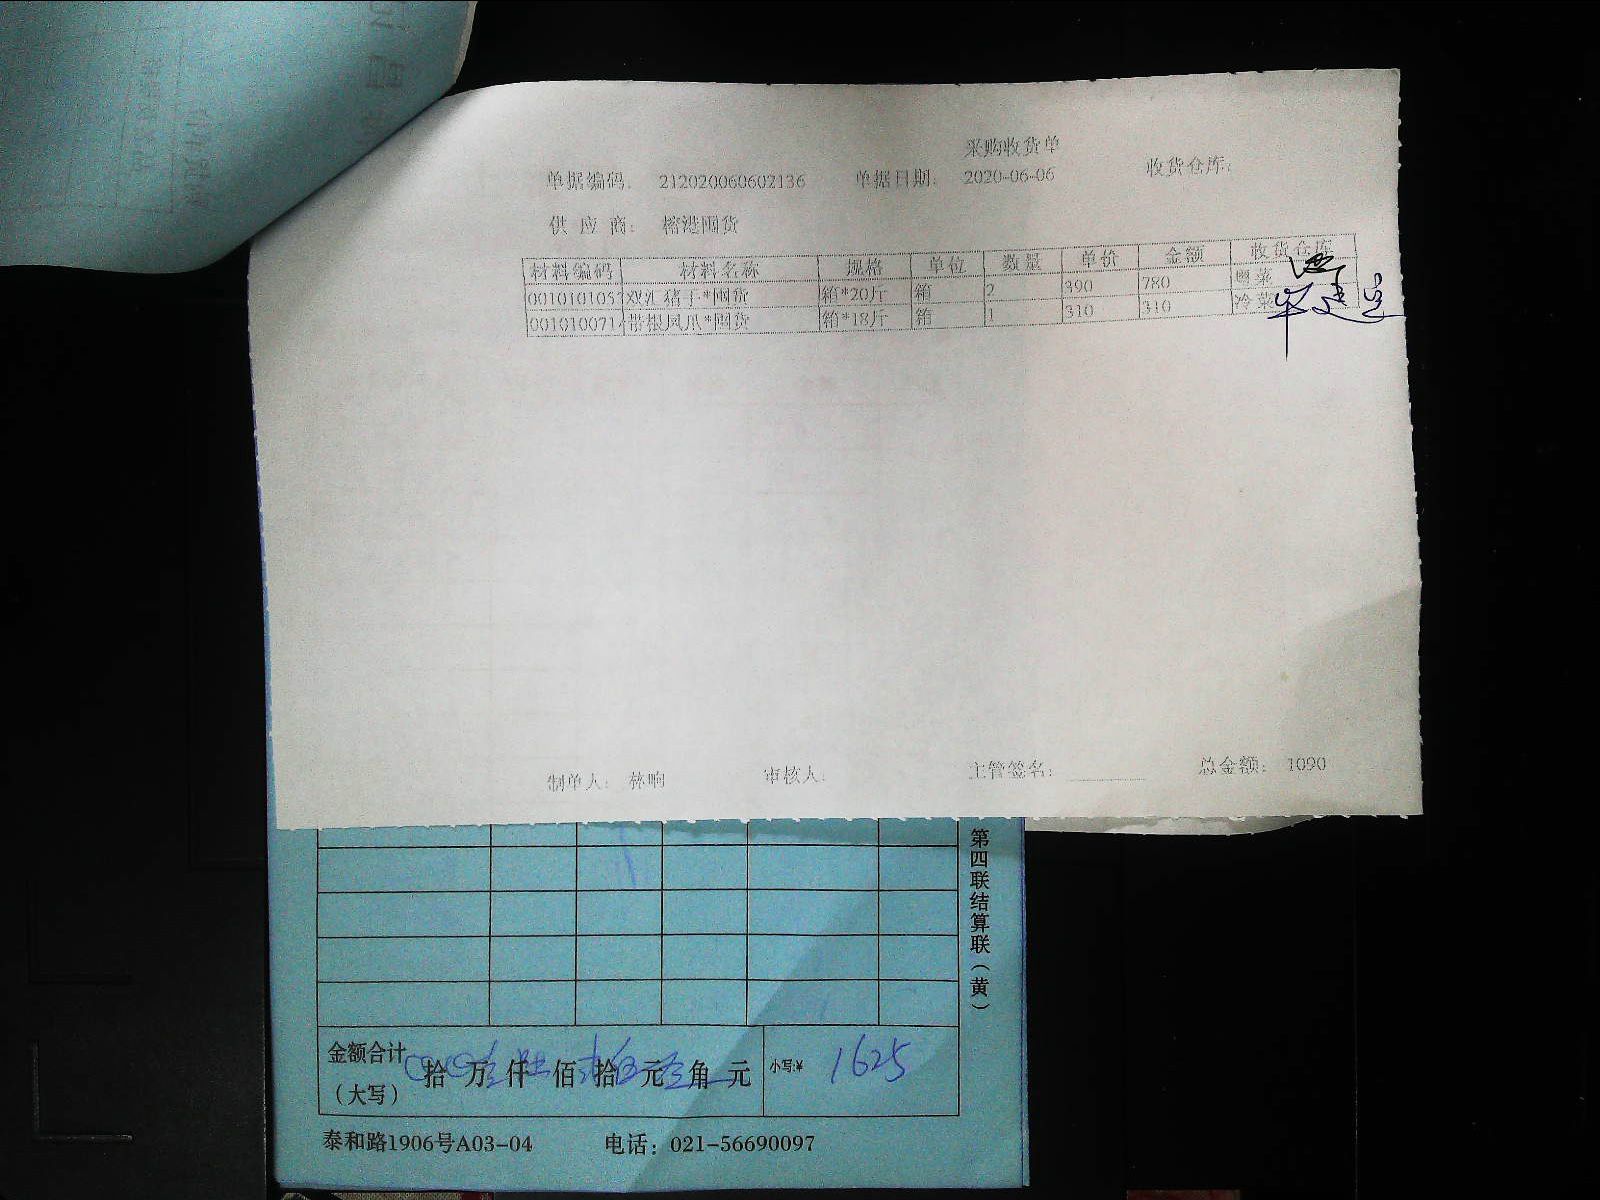 采购收货单
单据编码: 212020060602136 单据日期: 2020-06-06 收货仓库:
供应商: 榕港囤货
材料编码 材料名称 规格 单位 数量 单价 金额 收货仓库
0010101053 双汇猪手*囤货 箱*20斤 箱 2 390 780 粤菜
0010100714 带根凤爪*囤货 箱*18斤 箱 1 310 310 冷菜
制单人: 林响 审核人: 主管签名: 总金额: 1090
第四联结算联(黄)
金额合计(大写) 拾 万 仟 佰 拾 元 角 元 小写:¥ 1625
泰和路1906号A03-04 电话: 021-56690097